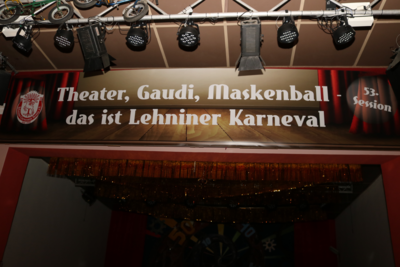 Theater, Gaudi, Maskenball -
das ist Lehniner Karneval
53.
Session